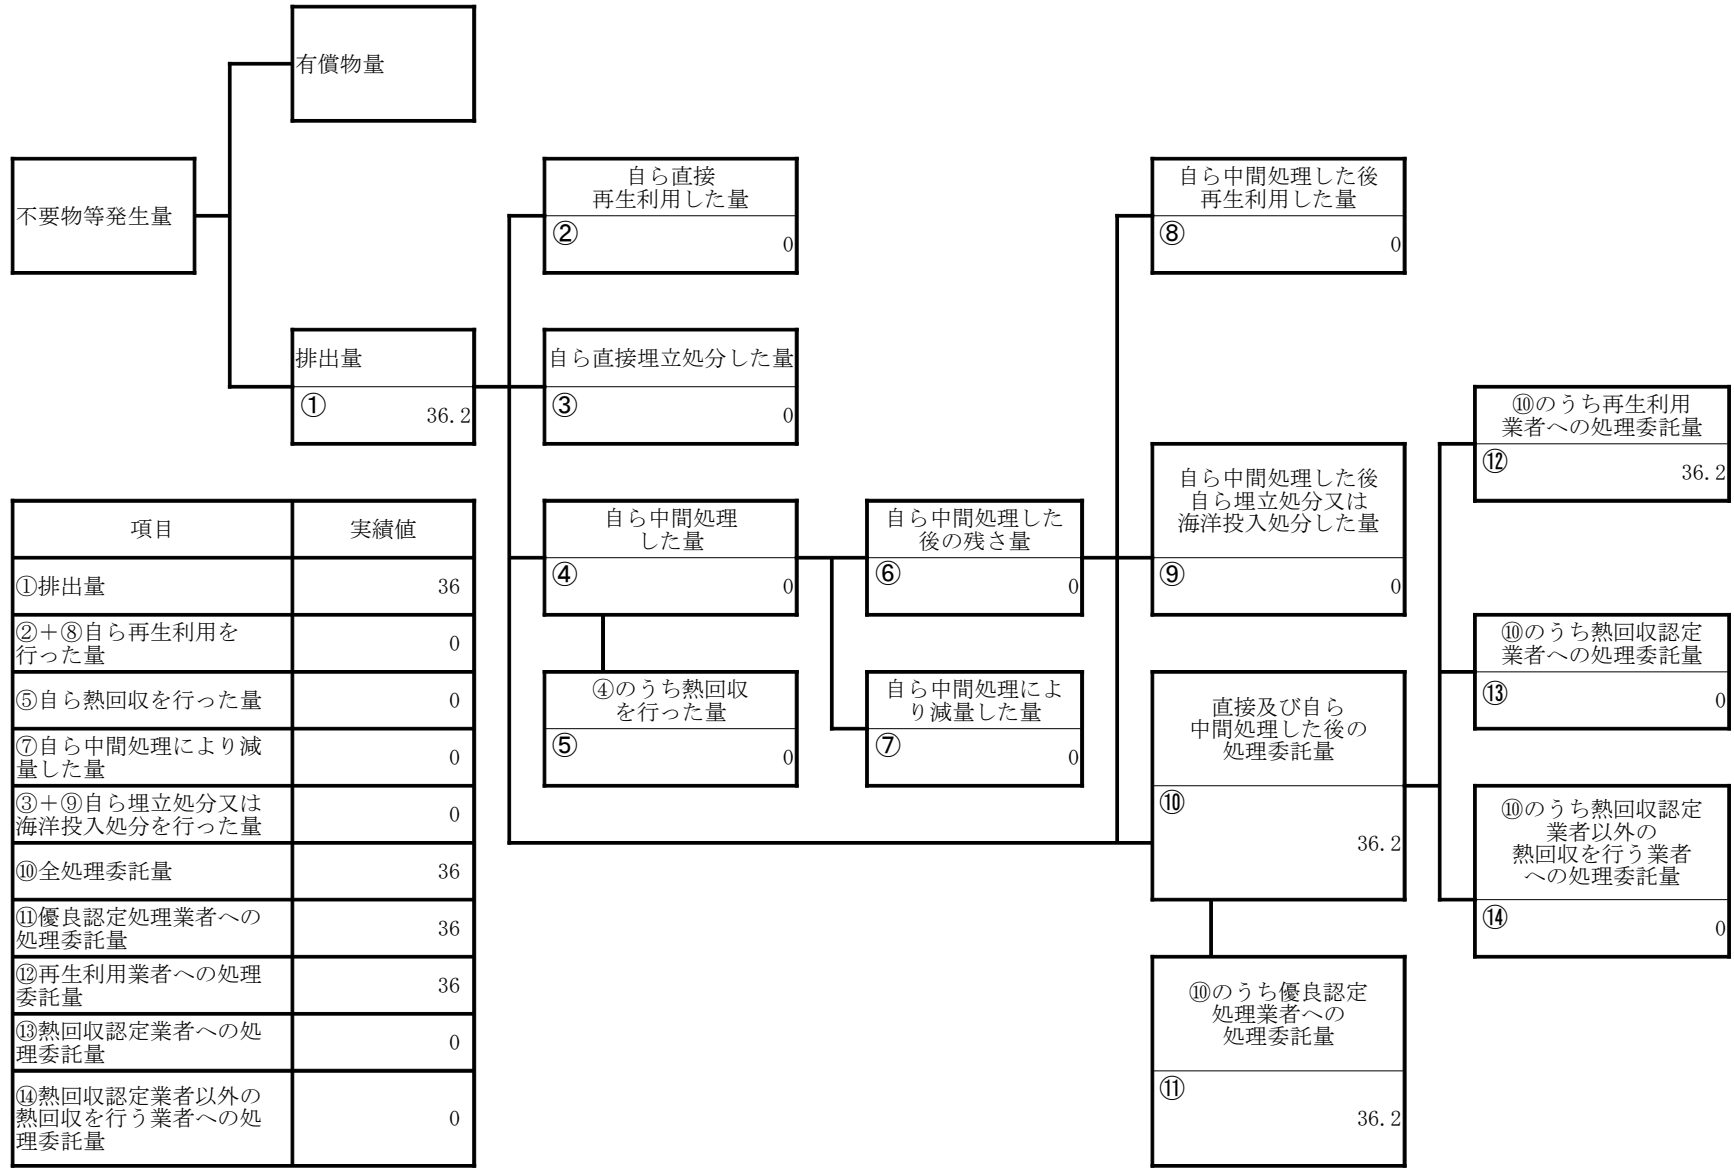 有償物量
不要物等発生量
排出量
①
36.2
自ら直接
再生利用した量
②
0
自ら直接埋立処分した量
③
0
自ら中間処理
した量
④
0
④のうち熱回収
を行った量
⑤
0
自ら中間処理した
後の残さ量
⑥
0
自ら中間処理によ
り減量した量
⑦
0
自ら中間処理した後
再生利用した量
⑧
0
自ら中間処理した後
自ら埋立処分又は
海洋投入処分した量
⑨
0
直接及び自ら
中間処理した後の
処理委託量
⑩
36.2
⑩のうち優良認定
処理業者への
処理委託量
⑪
36.2
⑩のうち再生利用
業者への処理委託量
⑫
36.2
⑩のうち熱回収認定
業者への処理委託量
⑬
0
⑩のうち熱回収認定
業者以外の
熱回収を行う業者
への処理委託量
⑭
0
項目 実績値
①排出量 36
②＋⑧自ら再生利用を
行った量 0
⑤自ら熱回収を行った量 0
⑦自ら中間処理により減
量した量 0
③＋⑨自ら埋立処分又は
海洋投入処分を行った量 0
⑩全処理委託量 36
⑪優良認定処理業者への
処理委託量 36
⑫再生利用業者への処理
委託量 36
⑬熱回収認定業者への処
理委託量 0
⑭熱回収認定業者以外の
熱回収を行う業者への処
理委託量 0